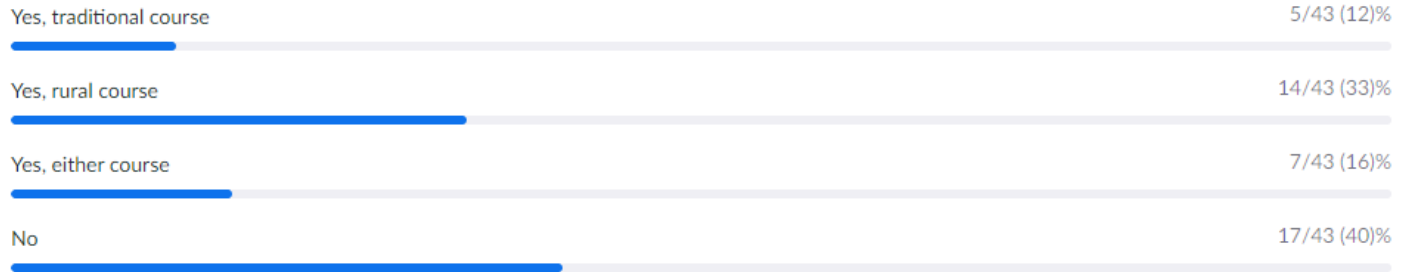 Yes, traditional course 5/43 (12)%
Yes, rural course 14/43 (33)%
Yes, either course 7/43 (16)%
No 17/43 (40)%